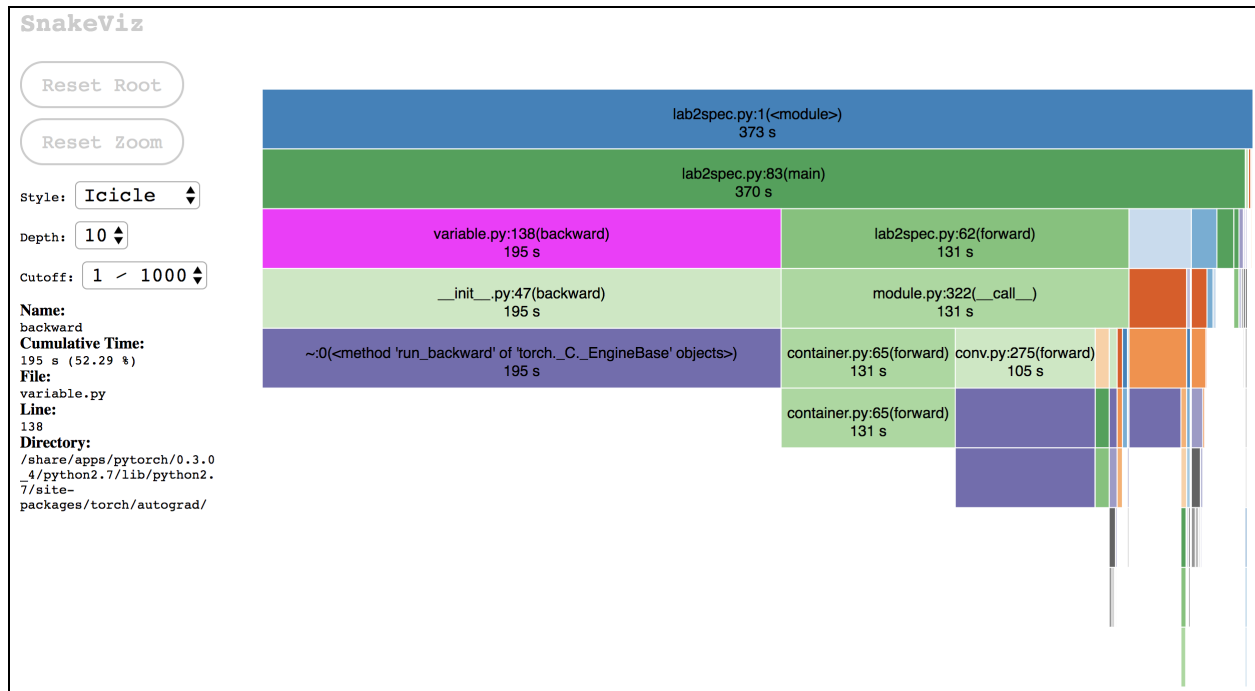 SnakeViz
Reset Root
Reset Zoom
Style: Icicle
Depth: 10
Cutoff: 1 / 1000
Name:
backward
Cumulative Time:
195 s (52.29 %)
File:
variable.py
Line:
138
Directory:
/share/apps/pytorch/0.3.0
_4/python2.7/lib/python2.
7/site-
packages/torch/autograd/
lab2spec.py:1(<module>)
373 s
lab2spec.py:83(main)
370 s
variable.py:138(backward)
195 s
lab2spec.py:62(forward)
131 s
__init__.py:47(backward)
195 s
module.py:322(__call__)
131 s
~:0(<method 'run_backward' of 'torch._C._EngineBase' objects>)
195 s
container.py:65(forward)
131 s
conv.py:275(forward)
105 s
container.py:65(forward)
131 s